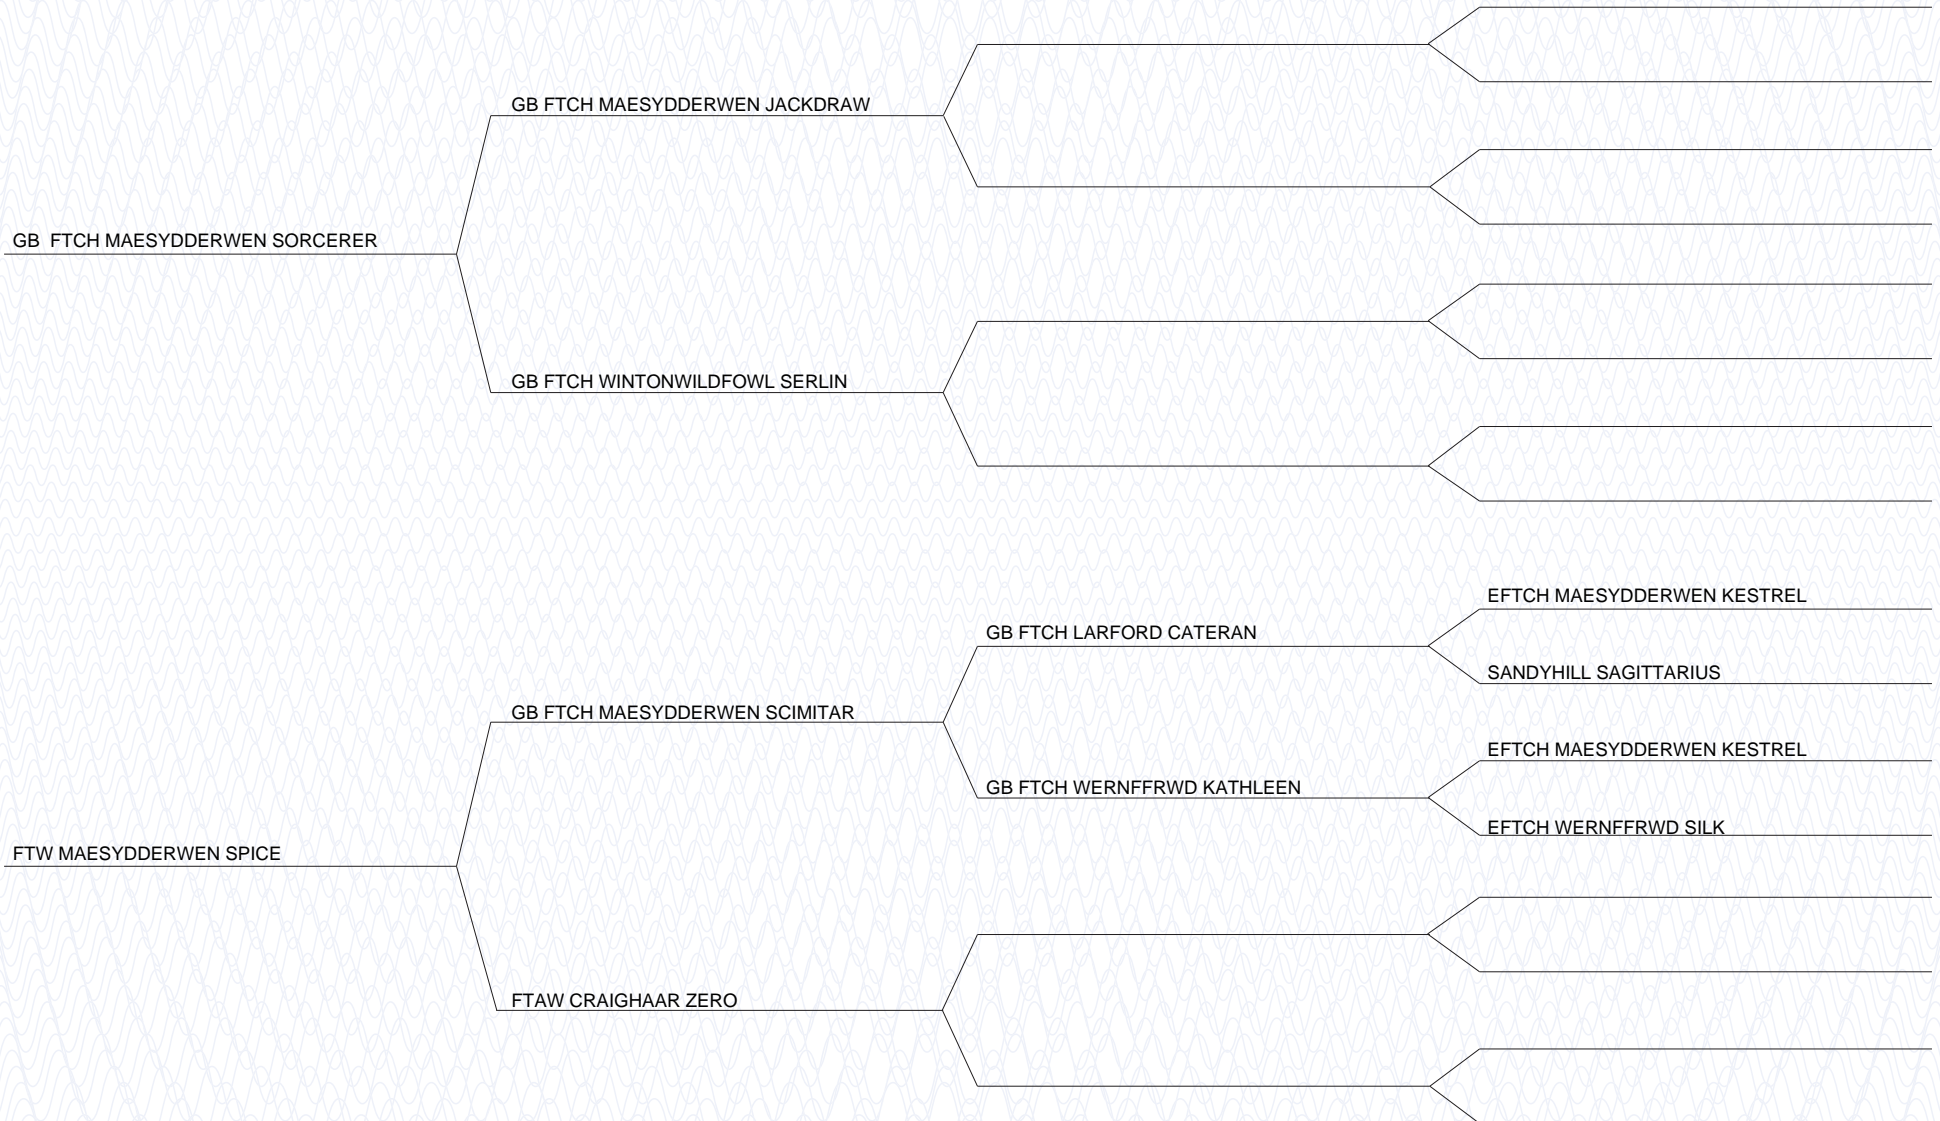 GB FTCH MAESYDDERWEN JACKDRAW
GB  FTCH MAESYDDERWEN SORCERER
GB FTCH WINTONWILDFOWL SERLIN
EFTCH MAESYDDERWEN KESTREL
GB FTCH LARFORD CATERAN
SANDYHILL SAGITTARIUS
GB FTCH MAESYDDERWEN SCIMITAR
EFTCH MAESYDDERWEN KESTREL
GB FTCH WERNFFRWD KATHLEEN
EFTCH WERNFFRWD SILK
FTW MAESYDDERWEN SPICE
FTAW CRAIGHAAR ZERO